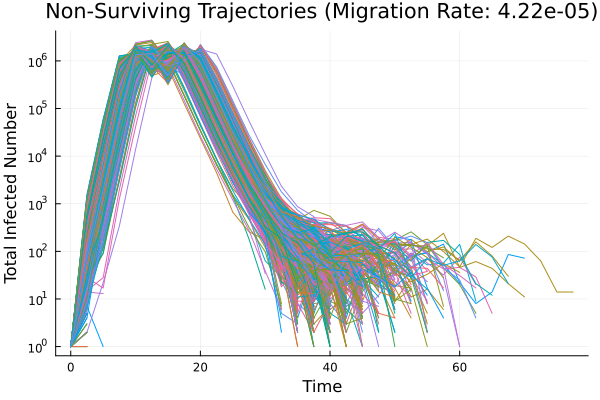 Non-Surviving Trajectories (Migration Rate: 4.22e-05)
Total Infected Number
10⁶
10⁵
10⁴
10³
10²
10¹
10⁰
0 20 40 60
Time